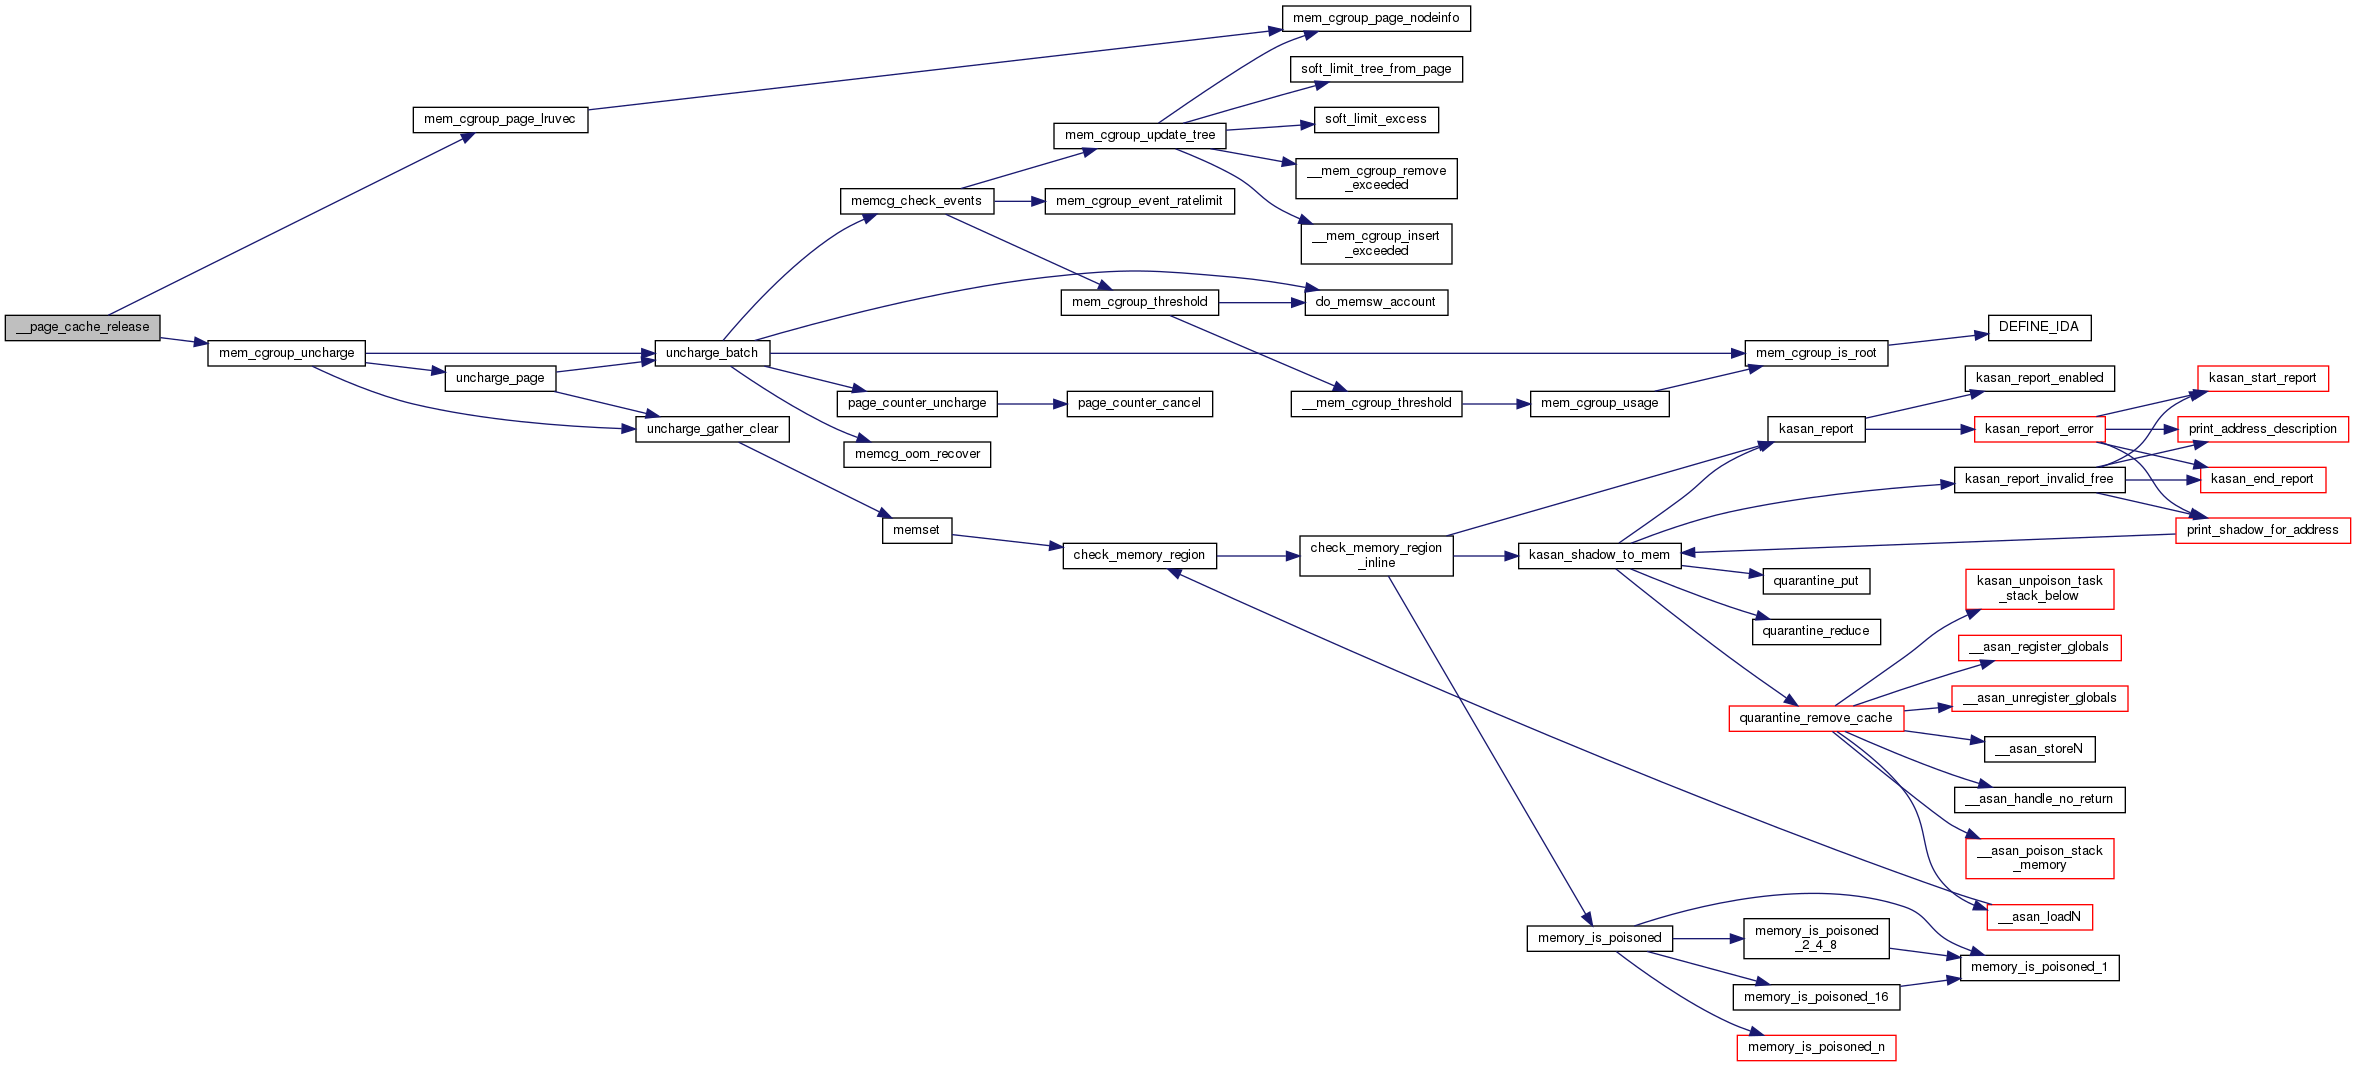 __page_cache_release
mem_cgroup_page_lruvec
mem_cgroup_uncharge
uncharge_page
uncharge_batch
uncharge_gather_clear
memcg_check_events
page_counter_uncharge
memcg_oom_recover
memset
mem_cgroup_update_tree
mem_cgroup_event_ratelimit
mem_cgroup_threshold
page_counter_cancel
check_memory_region
mem_cgroup_page_nodeinfo
soft_limit_tree_from_page
soft_limit_excess
__mem_cgroup_remove
_exceeded
__mem_cgroup_insert
_exceeded
do_memsw_account
__mem_cgroup_threshold
check_memory_region
_inline
mem_cgroup_usage
kasan_shadow_to_mem
memory_is_poisoned
mem_cgroup_is_root
kasan_report
quarantine_put
quarantine_reduce
quarantine_remove_cache
memory_is_poisoned
_2_4_8
memory_is_poisoned_16
memory_is_poisoned_n
DEFINE_IDA
kasan_report_enabled
kasan_report_error
kasan_report_invalid_free
kasan_unpoison_task
_stack_below
__asan_register_globals
__asan_unregister_globals
__asan_storeN
__asan_handle_no_return
__asan_poison_stack
_memory
__asan_loadN
memory_is_poisoned_1
kasan_start_report
print_address_description
kasan_end_report
print_shadow_for_address